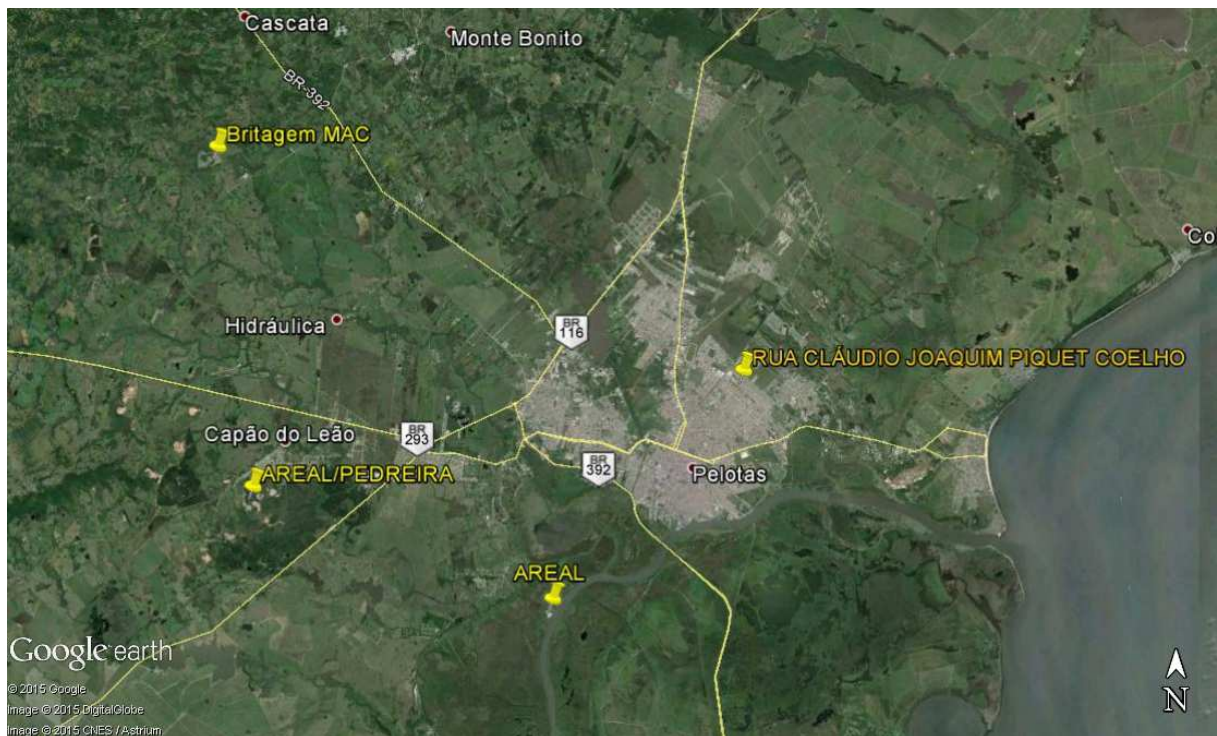 Cascata
Monte Bonito
BR-392
Britagem MAC
Col
Hidráulica
BR
116
RUA CLÁUDIO JOAQUIM PIQUET COELHO
Capão do Leão
BR
293
BR
392
AREAL/PEDREIRA
Pelotas
AREAL
Google earth
© 2015 Google
Image © 2015 DigitalGlobe
Image © 2015 CNES / Astrium
N